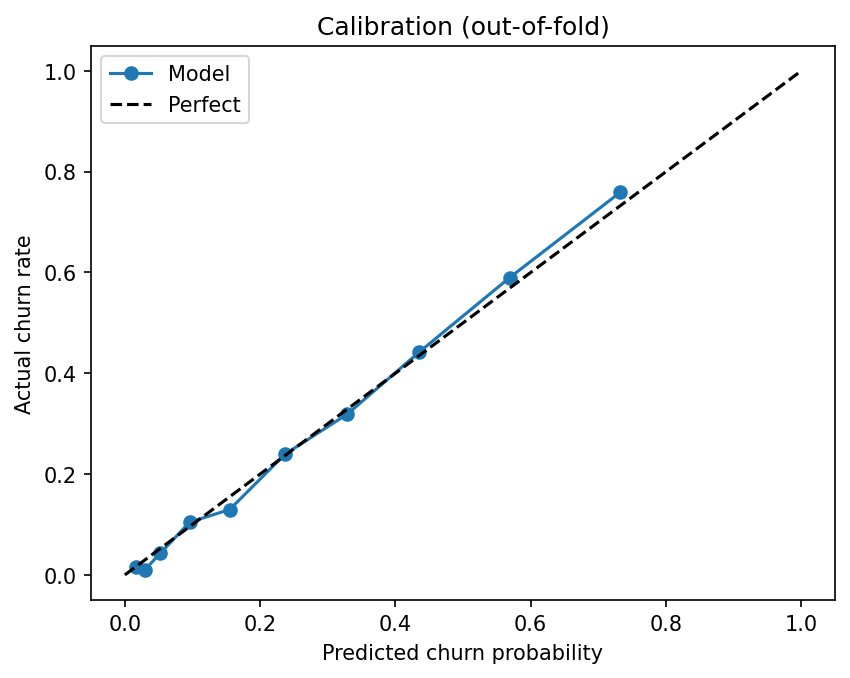 Calibration (out-of-fold)
Model
Perfect
1.0
0.8
0.6
0.4
0.2
0.0
Actual churn rate
0.0 0.2 0.4 0.6 0.8 1.0
Predicted churn probability